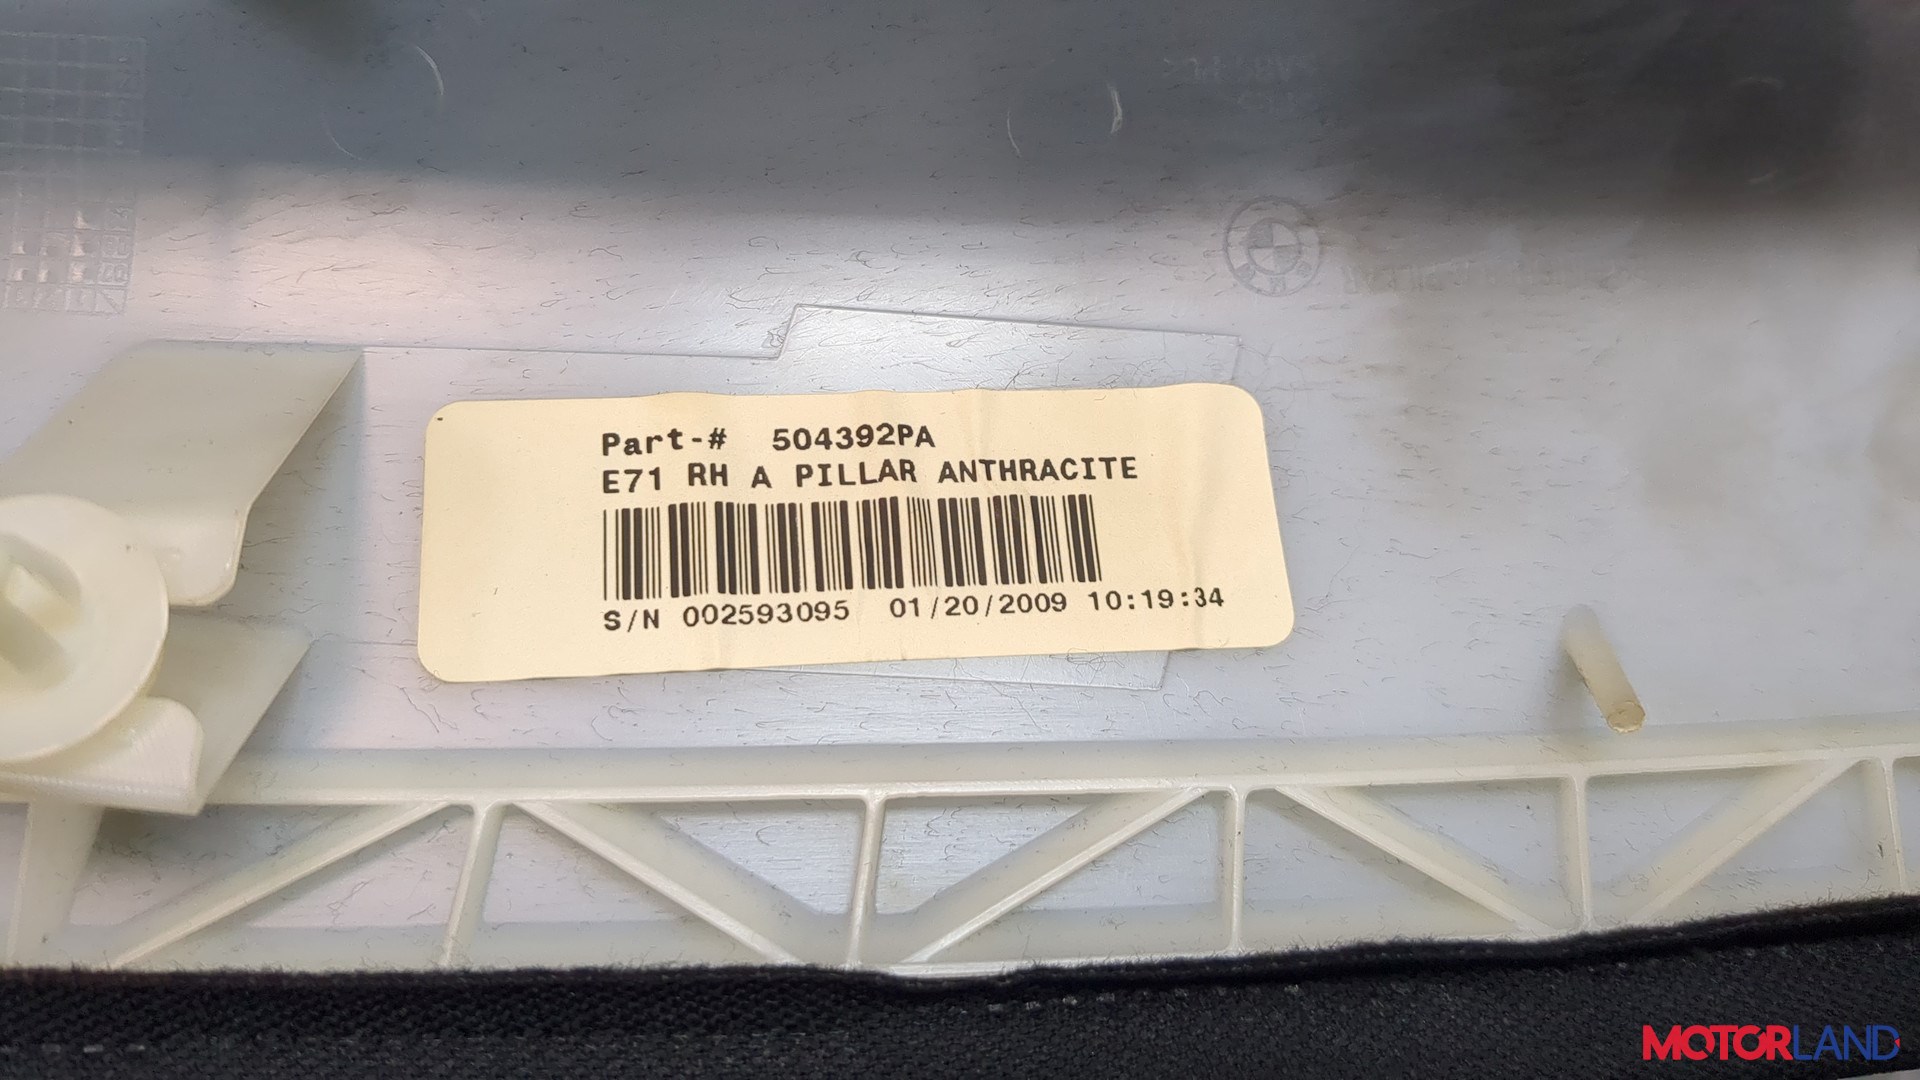 Part-# 504392PA
E71 RH A PILLAR ANTHRACITE
S/N 002593095 01/20/2009 10:19:34
MOTORLAND